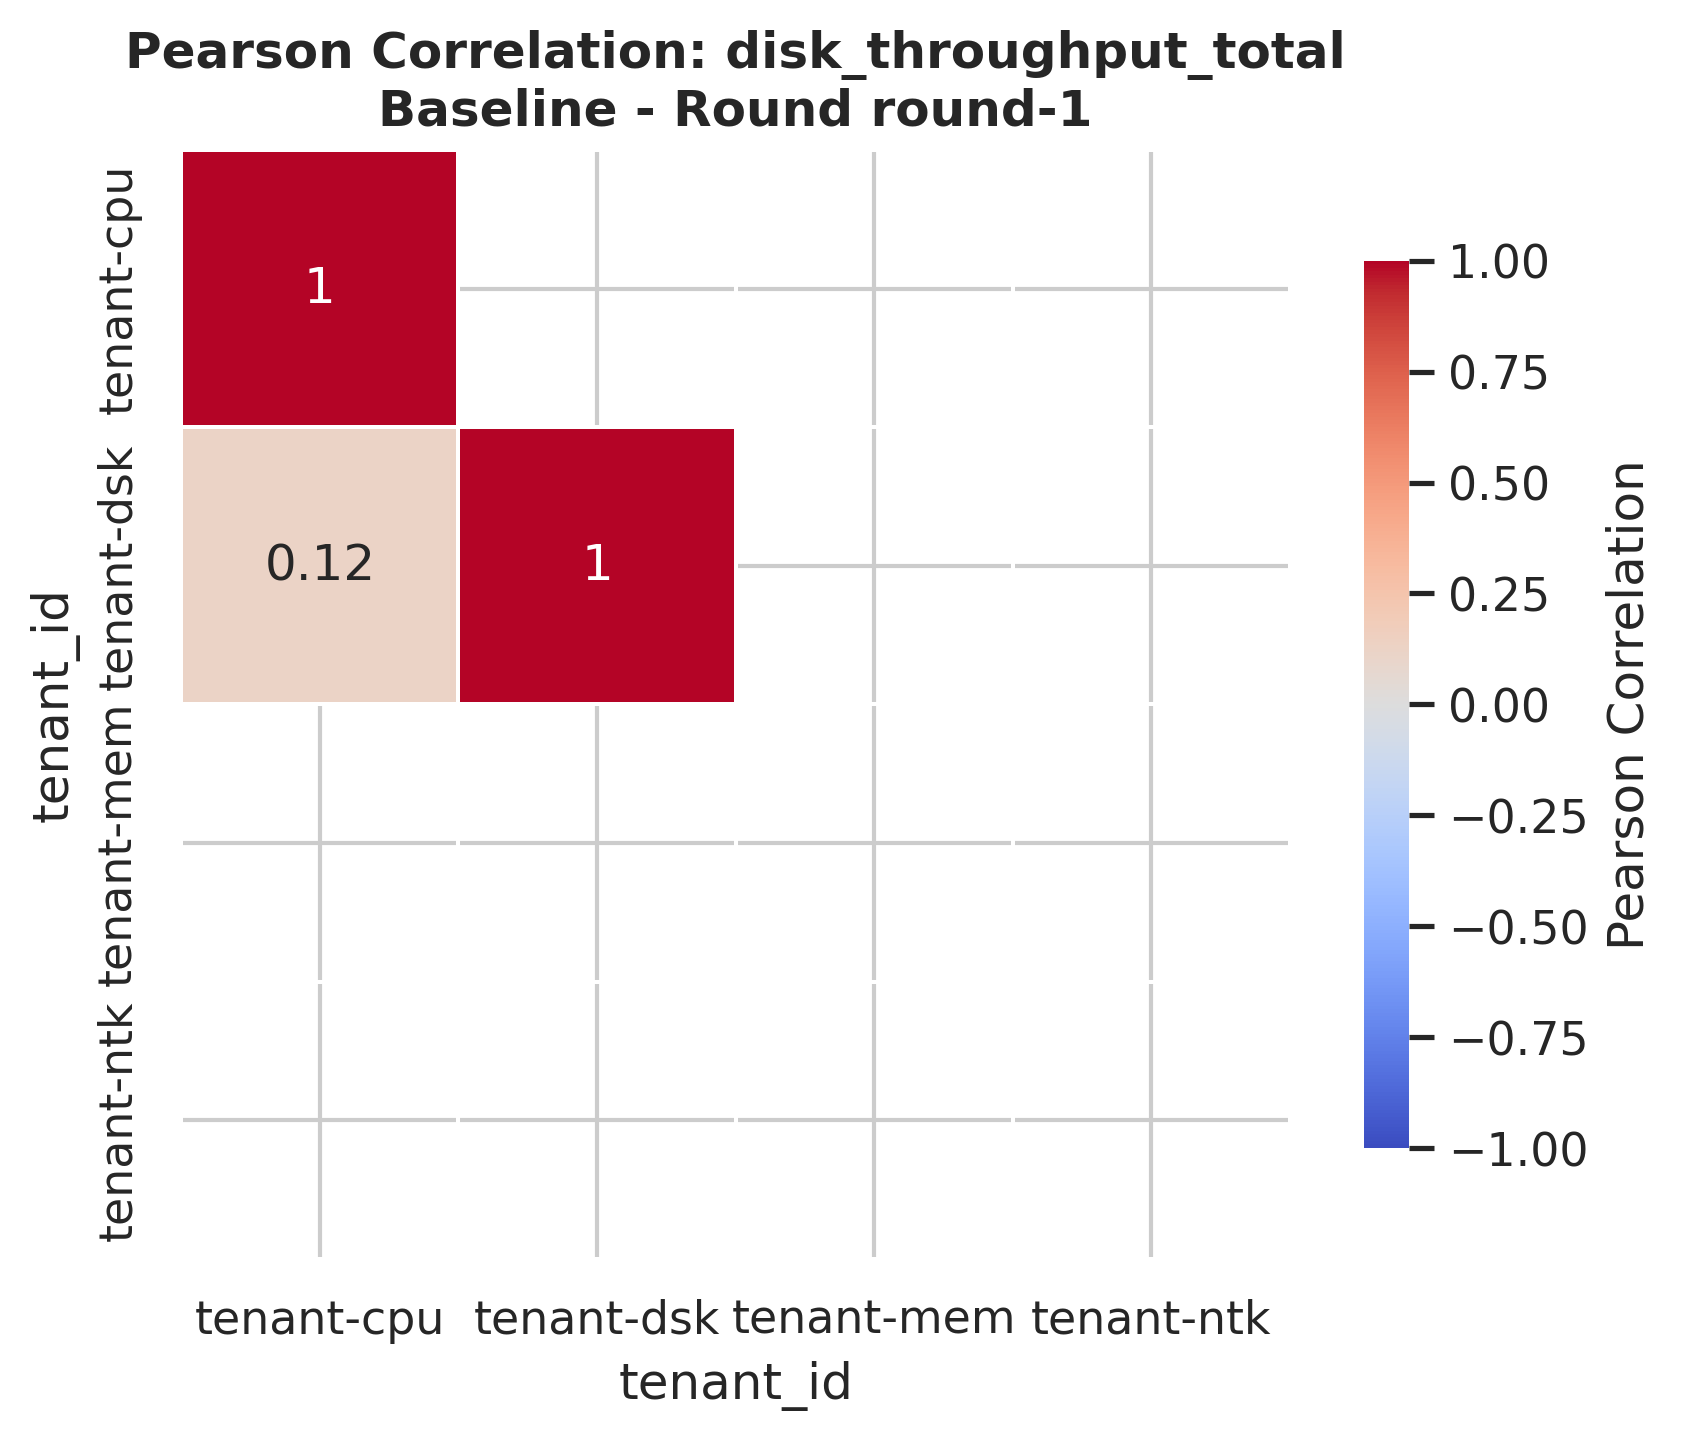 Pearson Correlation: disk_throughput_total
Baseline - Round round-1
tenant_id
tenant-cpu
tenant-dsk
tenant-mem
tenant-ntk
1
0.12
1
tenant-cpu
tenant-dsk
tenant-mem
tenant-ntk
tenant_id
1.00
0.75
0.50
0.25
0.00
−0.25
−0.50
−0.75
−1.00
Pearson Correlation